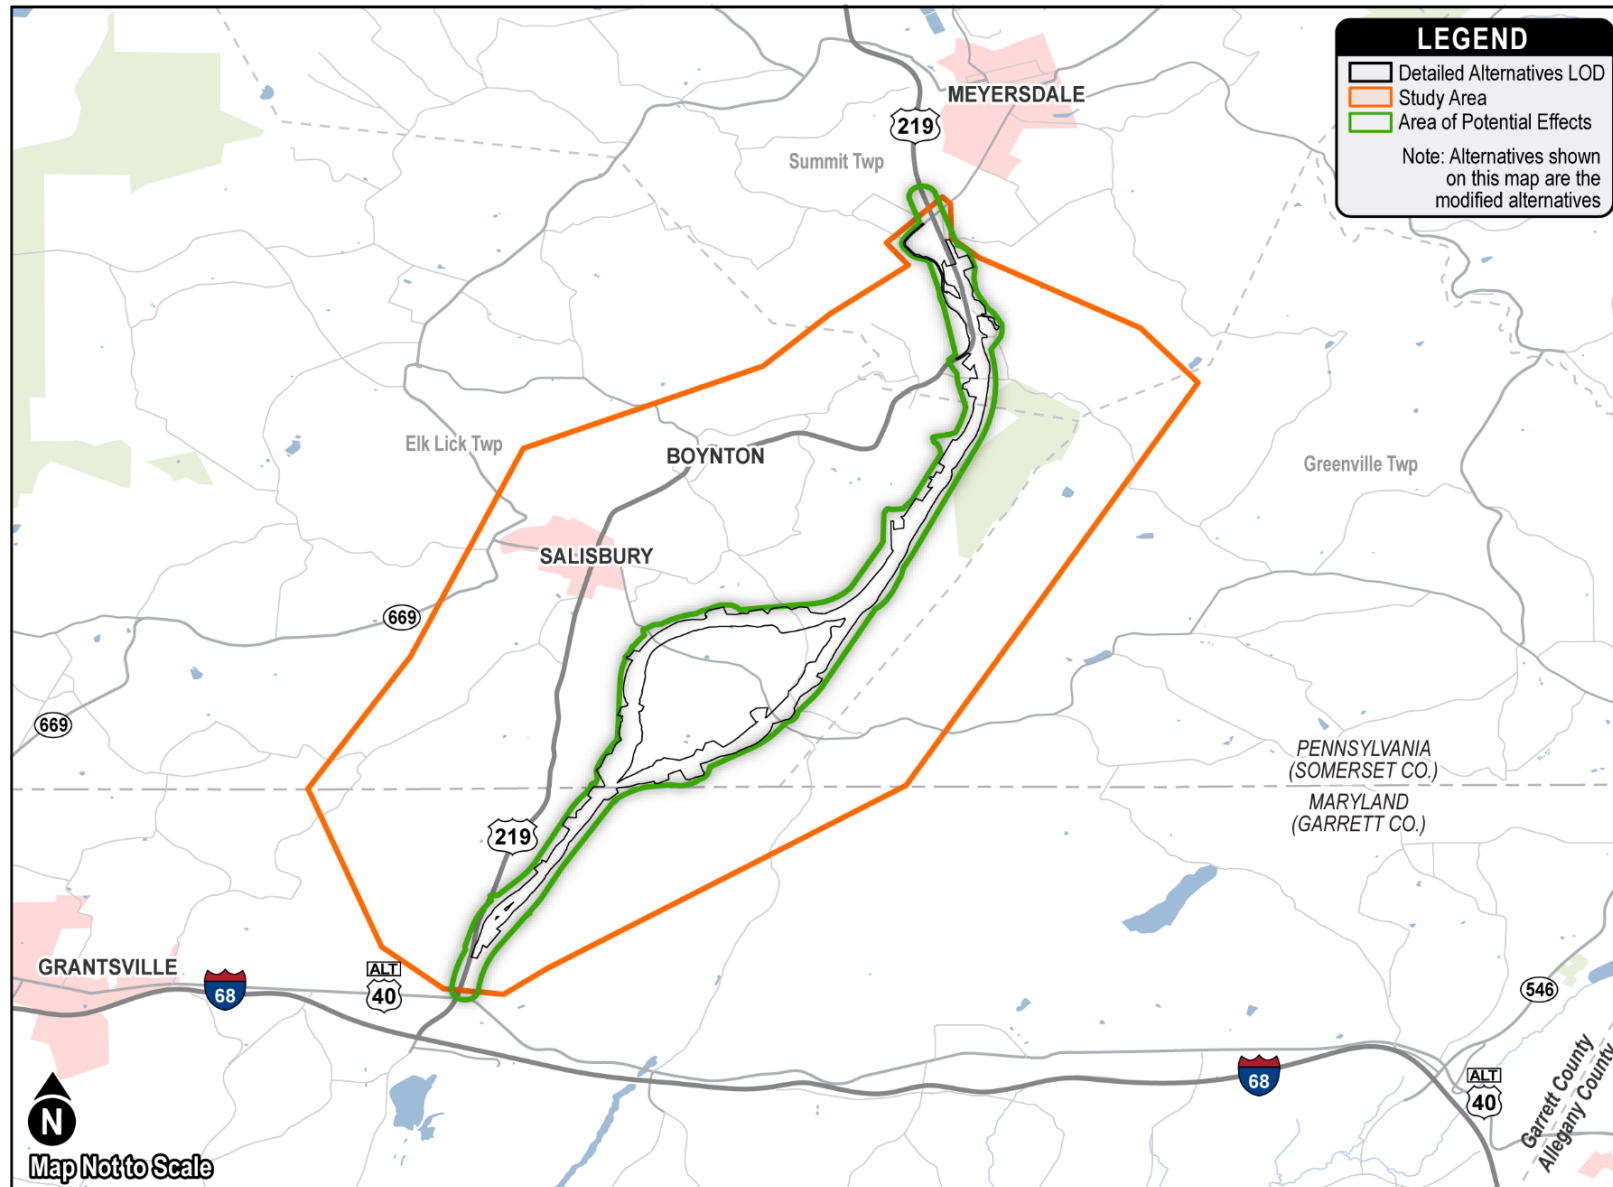 LEGEND
Detailed Alternatives LOD
Study Area
Area of Potential Effects
Note: Alternatives shown
on this map are the
modified alternatives
MEYERSDALE
219
Summit Twp
Elk Lick Twp
BOYNTON
Greenville Twp
SALISBURY
669
669
PENNSYLVANIA
(SOMERSET CO.)
MARYLAND
(GARRETT CO.)
219
GRANTSVILLE
68
ALT
40
546
68
ALT
40
Garrett County
Allegany County
N
Map Not to Scale